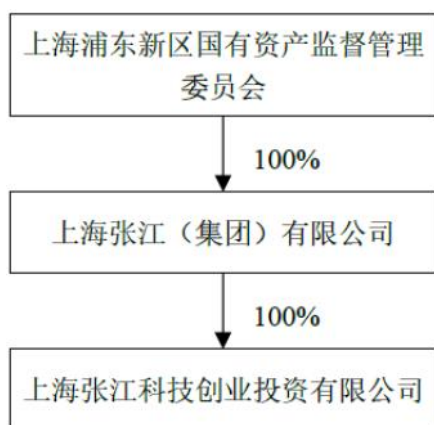 上海浦东新区国有资产监督管理
委员会
100%
上海张江（集团）有限公司
100%
上海张江科技创业投资有限公司